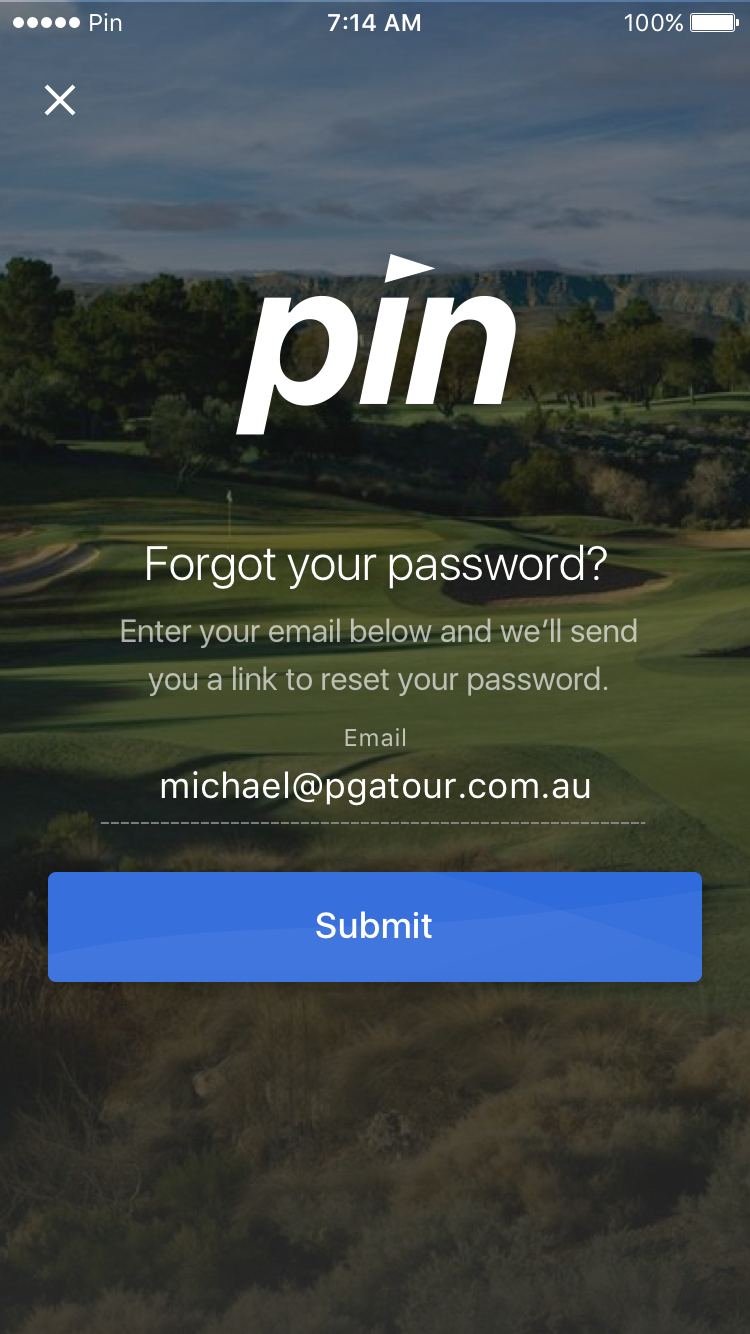 Pin 7:14 AM 100%
pin
Forgot your password?
Enter your email below and we’ll send
you a link to reset your password.
Email
michael@pgatour.com.au
Submit